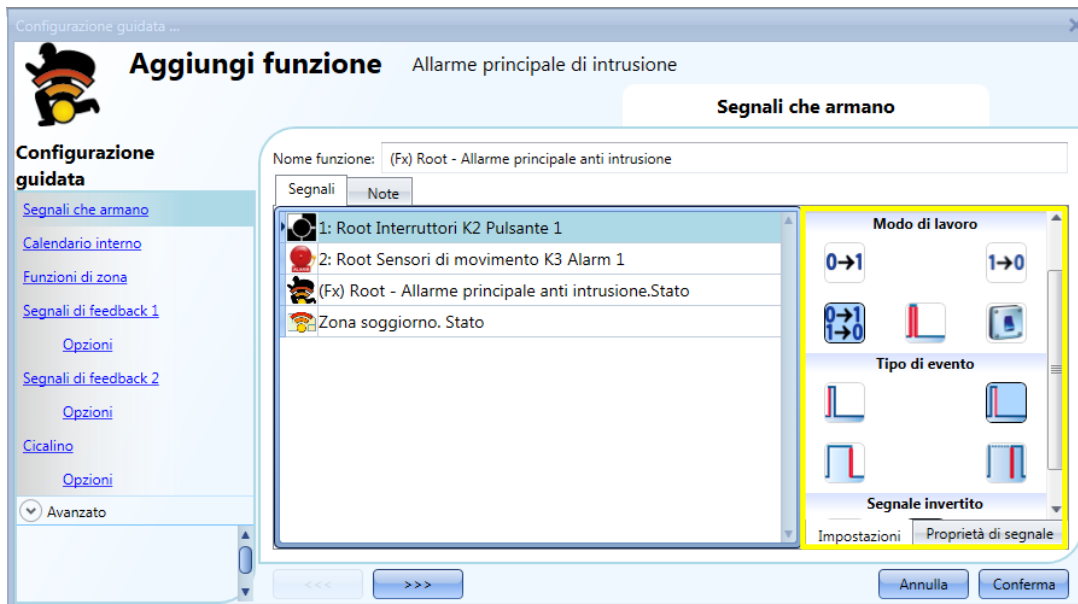 Configurazione guidata ...
Aggiungi funzione Allarme principale di intrusione
Segnali che armano
Configurazione
guidata
Segnali che armano
Calendario interno
Funzioni di zona
Segnali di feedback 1
Opzioni
Segnali di feedback 2
Opzioni
Cicalino
Opzioni
Avanzato
Nome funzione: (Fx) Root - Allarme principale anti intrusione
Segnali Note
1: Root Interruttori K2 Pulsante 1
2: Root Sensori di movimento K3 Alarm 1
(Fx) Root - Allarme principale anti intrusione.Stato
Zona soggiorno. Stato
Modo di lavoro
0→1 1→0
0→1
1→0
Tipo di evento
Segnale invertito
Impostazioni Proprietà di segnale
<<< >>> Annulla Conferma